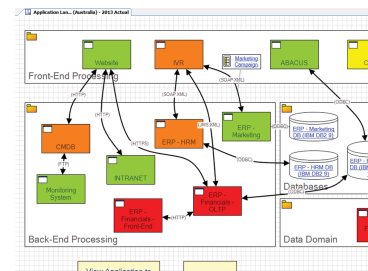 Application Lan... [Australia] - 2013 Actual
Website
IVR
Marketing
Campaign
ABACUS
Front-End Processing
(HTTP)
(HTTP)
(HTTPS)
(SOAP XML)
(SOAP XML)
(JMS XML)
(ODBC)
CMDB
(FTP)
Monitoring
System
INTRANET
ERP - HRM
ERP -
Marketing
(ODBC)
(ODBC)
ERP - Marketing
DB (IBM DB2 9)
ERP - HRM DB
(IBM DB2 9)
Databases
(ODBC)
ERP -
Financials -
Front End
(HTTP)
ERP -
Financials -
OLTP
Back-End Processing
Data Domain
View Application to